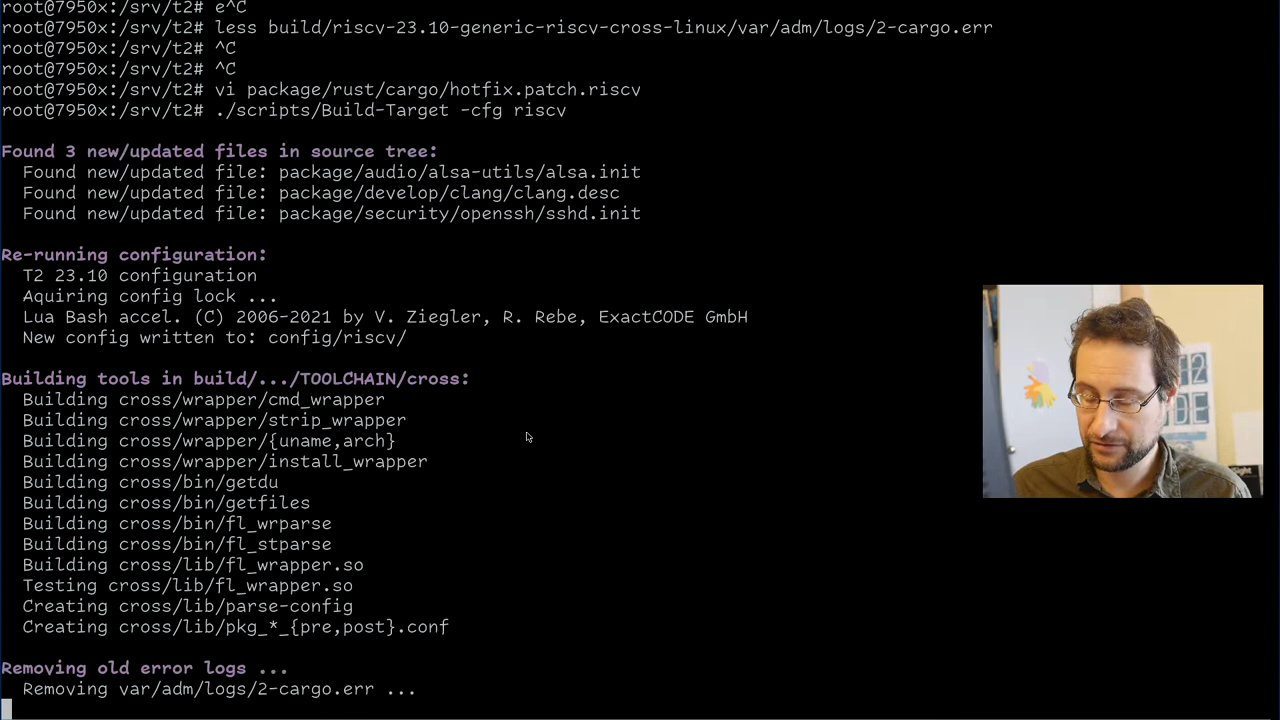 root@7950x:/srv/t2# e^C
root@7950x:/srv/t2# less build/riscv-23.10-generic-riscv-cross-linux/var/adm/logs/2-cargo.err
root@7950x:/srv/t2# ^C
root@7950x:/srv/t2# ^C
root@7950x:/srv/t2# vi package/rust/cargo/hotfix.patch.riscv
root@7950x:/srv/t2# ./scripts/Build-Target -cfg riscv
Found 3 new/updated files in source tree:
Found new/updated file: package/audio/alsa-utils/alsa.init
Found new/updated file: package/develop/clang/clang.desc
Found new/updated file: package/security/openssh/sshd.init
Re-running configuration:
T2 23.10 configuration
Aquiring config lock ...
Lua Bash accel. (C) 2006-2021 by V. Ziegler, R. Rebe, ExactCODE GmbH
New config written to: config/riscv/
Building tools in build/.../TOOLCHAIN/cross:
Building cross/wrapper/cmd_wrapper
Building cross/wrapper/strip_wrapper
Building cross/wrapper/{uname,arch}
Building cross/wrapper/install_wrapper
Building cross/bin/getdu
Building cross/bin/getfiles
Building cross/bin/fl_wrparse
Building cross/bin/fl_stparse
Building cross/lib/fl_wrapper.so
Testing cross/lib/fl_wrapper.so
Creating cross/lib/parse-config
Creating cross/lib/pkg_*_{pre,post}.conf
Removing old error logs ...
Removing var/adm/logs/2-cargo.err ...